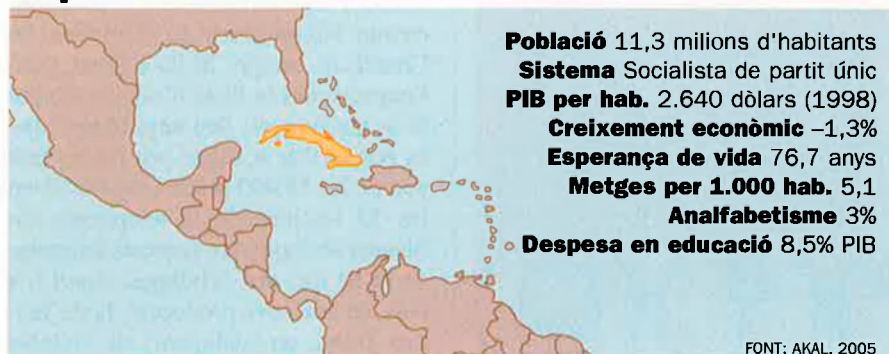 Població 11,3 milions d'habitants
Sistema Socialista de partit únic
PIB per hab. 2.640 dòlars (1998)
Creixement econòmic –1,3%
Esperança de vida 76,7 anys
Metges per 1.000 hab. 5,1
Analfabetisme 3%
Despesa en educació 8,5% PIB
FONT: AKAL, 2005